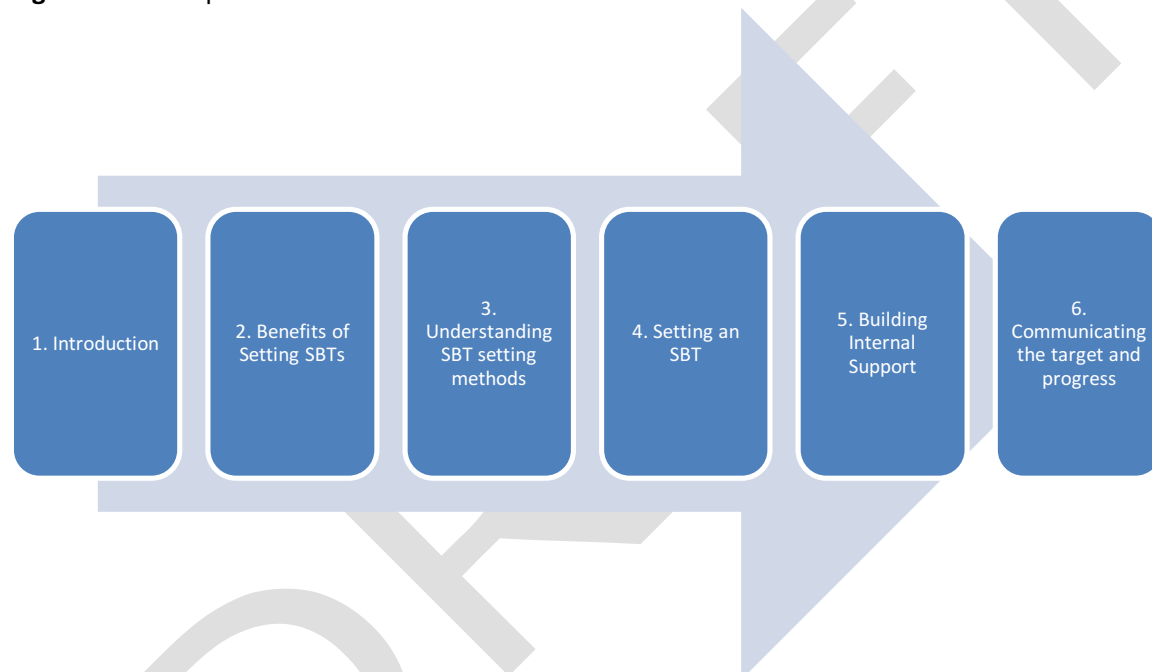 1. Introduction
2. Benefits of
Setting SBTs
3.
Understanding
SBT setting
methods
4. Setting an
SBT
5. Building
Internal
Support
6.
Communicating
the target and
progress